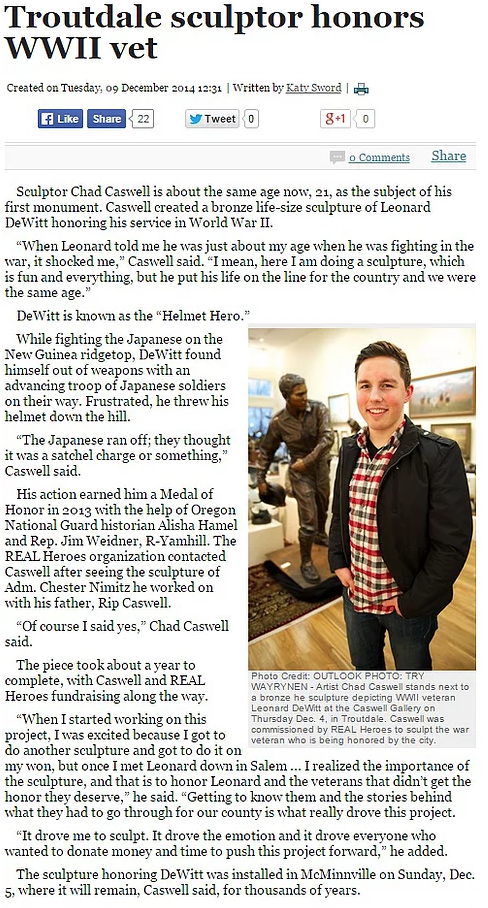 Troutdale sculptor honors
WWII vet
Created on Tuesday, 09 December 2014 12:31 | Written by Katy Sword |
Like Share 22 Tweet 0 g+1 0
0 Comments Share
Sculptor Chad Caswell is about the same age now, 21, as the subject of his
first monument. Caswell created a bronze life-size sculpture of Leonard
DeWitt honoring his service in World War II.
“When Leonard told me he was just about my age when he was fighting in the
war, it shocked me,” Caswell said. “I mean, here I am doing a sculpture, which
is fun and everything, but he put his life on the line for the country and we were
the same age.”
DeWitt is known as the “Helmet Hero.”
While fighting the Japanese on the
New Guinea ridgetop, DeWitt found
himself out of weapons with an
advancing troop of Japanese soldiers
on their way. Frustrated, he threw his
helmet down the hill.
“The Japanese ran off; they thought
it was a satchel charge or something,”
Caswell said.
His action earned him a Medal of
Honor in 2013 with the help of Oregon
National Guard historian Alisha Hamel
and Rep. Jim Weidner, R-Yamhill. The
REAL Heroes organization contacted
Caswell after seeing the sculpture of
Adm. Chester Nimitz he worked on
with his father, Rip Caswell.
“Of course I said yes,” Chad Caswell
said.
The piece took about a year to
complete, with Caswell and REAL
Heroes fundraising along the way.
“When I started working on this
project, I was excited because I got to
do another sculpture and got to do it on
my won, but once I met Leonard down in Salem ... I realized the importance of
the sculpture, and that is to honor Leonard and the veterans that didn’t get the
honor they deserve,” he said. “Getting to know them and the stories behind
what they had to go through for our county is what really drove this project.
“It drove me to sculpt. It drove the emotion and it drove everyone who
wanted to donate money and time to push this project forward,” he added.
The sculpture honoring DeWitt was installed in McMinnville on Sunday, Dec.
5, where it will remain, Caswell said, for thousands of years.
Photo Credit: OUTLOOK PHOTO: TRY
WAYRYNEN - Artist Chad Caswell stands next to
a bronze he sculpture depicting WWII veteran
Leonard DeWitt at the Caswell Gallery on
Thursday Dec. 4, in Troutdale. Caswell was
commissioned by REAL Heroes to sculpt the war
veteran who is being honored by the city.